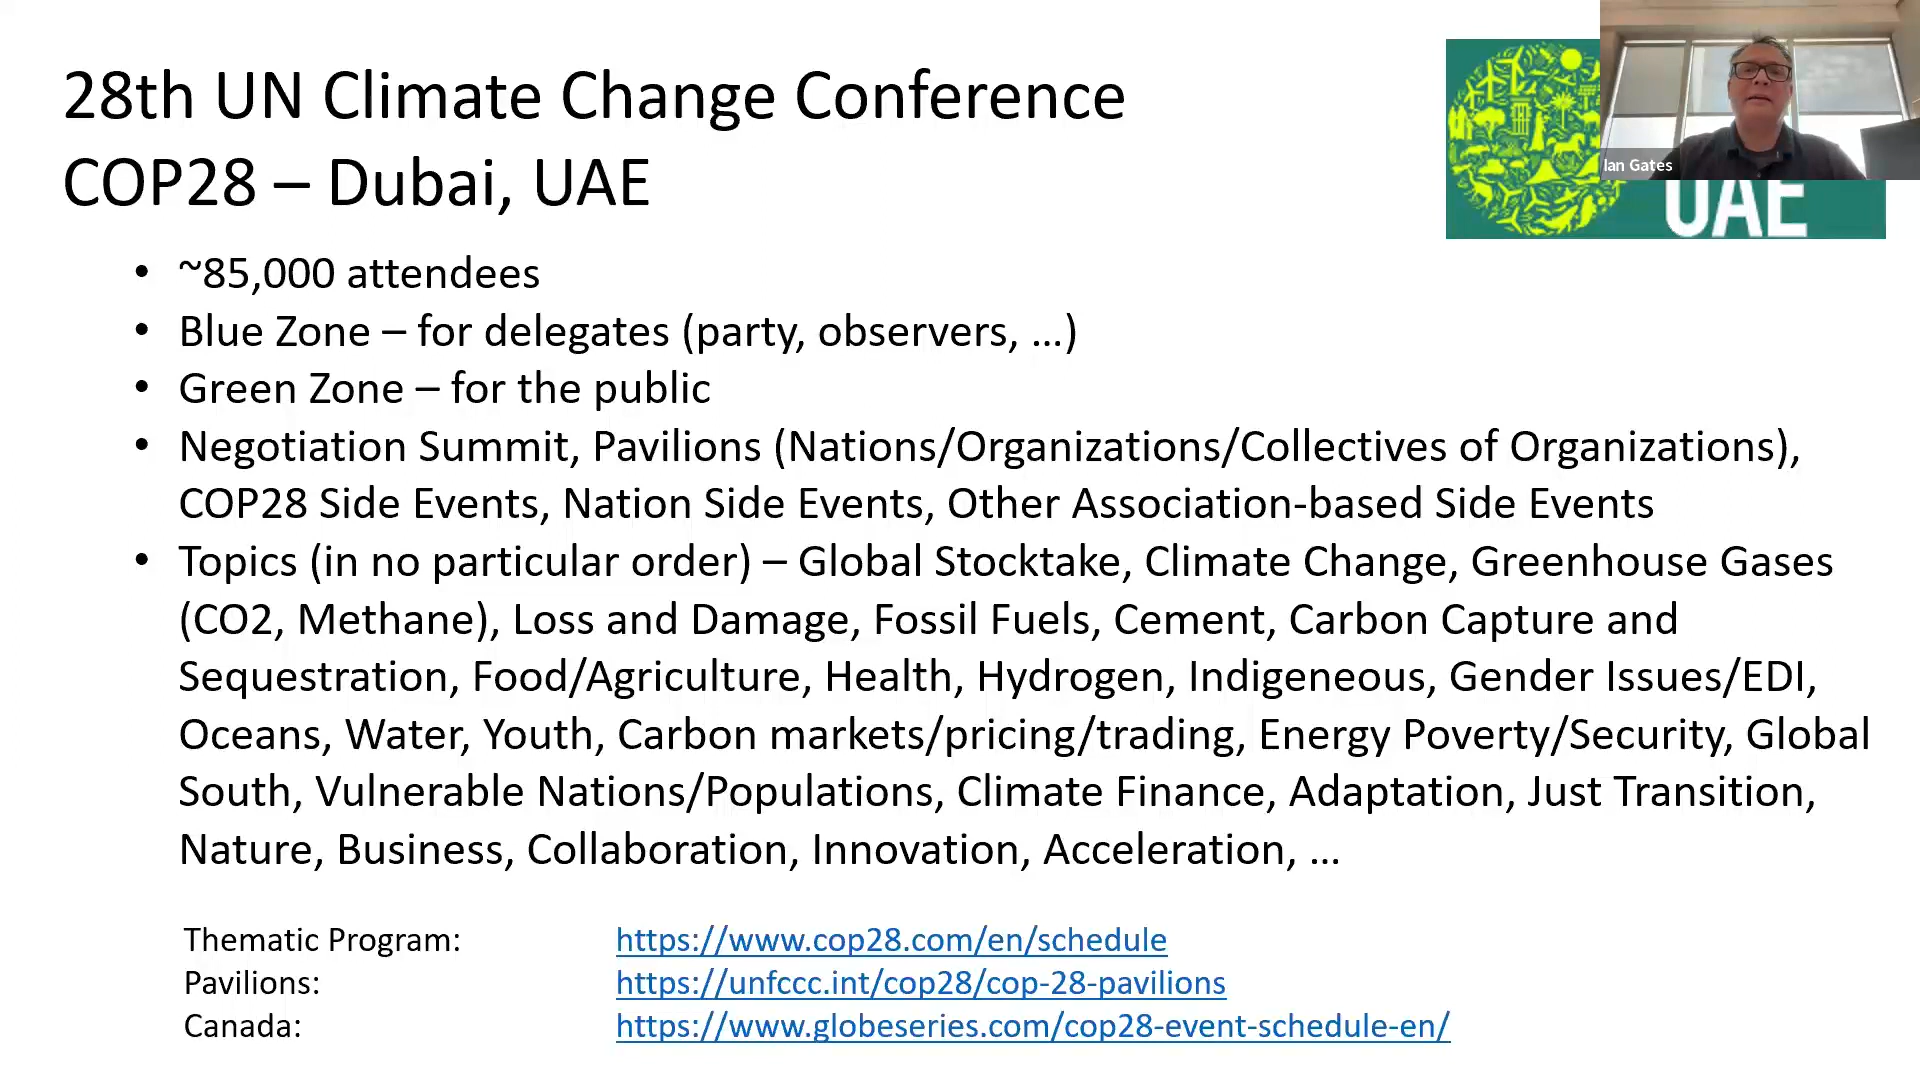 28th UN Climate Change Conference
COP28 – Dubai, UAE
Ian Gates
UAE
• ~85,000 attendees
• Blue Zone – for delegates (party, observers, ...)
• Green Zone – for the public
• Negotiation Summit, Pavilions (Nations/Organizations/Collectives of Organizations),
COP28 Side Events, Nation Side Events, Other Association-based Side Events
• Topics (in no particular order) – Global Stocktake, Climate Change, Greenhouse Gases
(CO2, Methane), Loss and Damage, Fossil Fuels, Cement, Carbon Capture and
Sequestration, Food/Agriculture, Health, Hydrogen, Indigeneous, Gender Issues/EDI,
Oceans, Water, Youth, Carbon markets/pricing/trading, Energy Poverty/Security, Global
South, Vulnerable Nations/Populations, Climate Finance, Adaptation, Just Transition,
Nature, Business, Collaboration, Innovation, Acceleration, ...
Thematic Program: https://www.cop28.com/en/schedule
Pavilions: https://unfccc.int/cop28/cop-28-pavilions
Canada: https://www.globeseries.com/cop28-event-schedule-en/